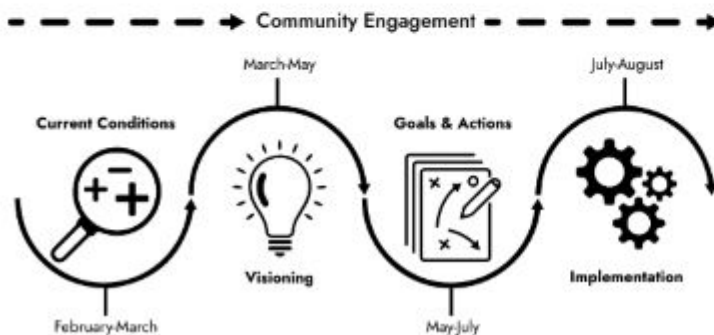 Community Engagement
March-May
July-August
Current Conditions
Goals & Actions
Visioning
Implementation
February-March
May-July